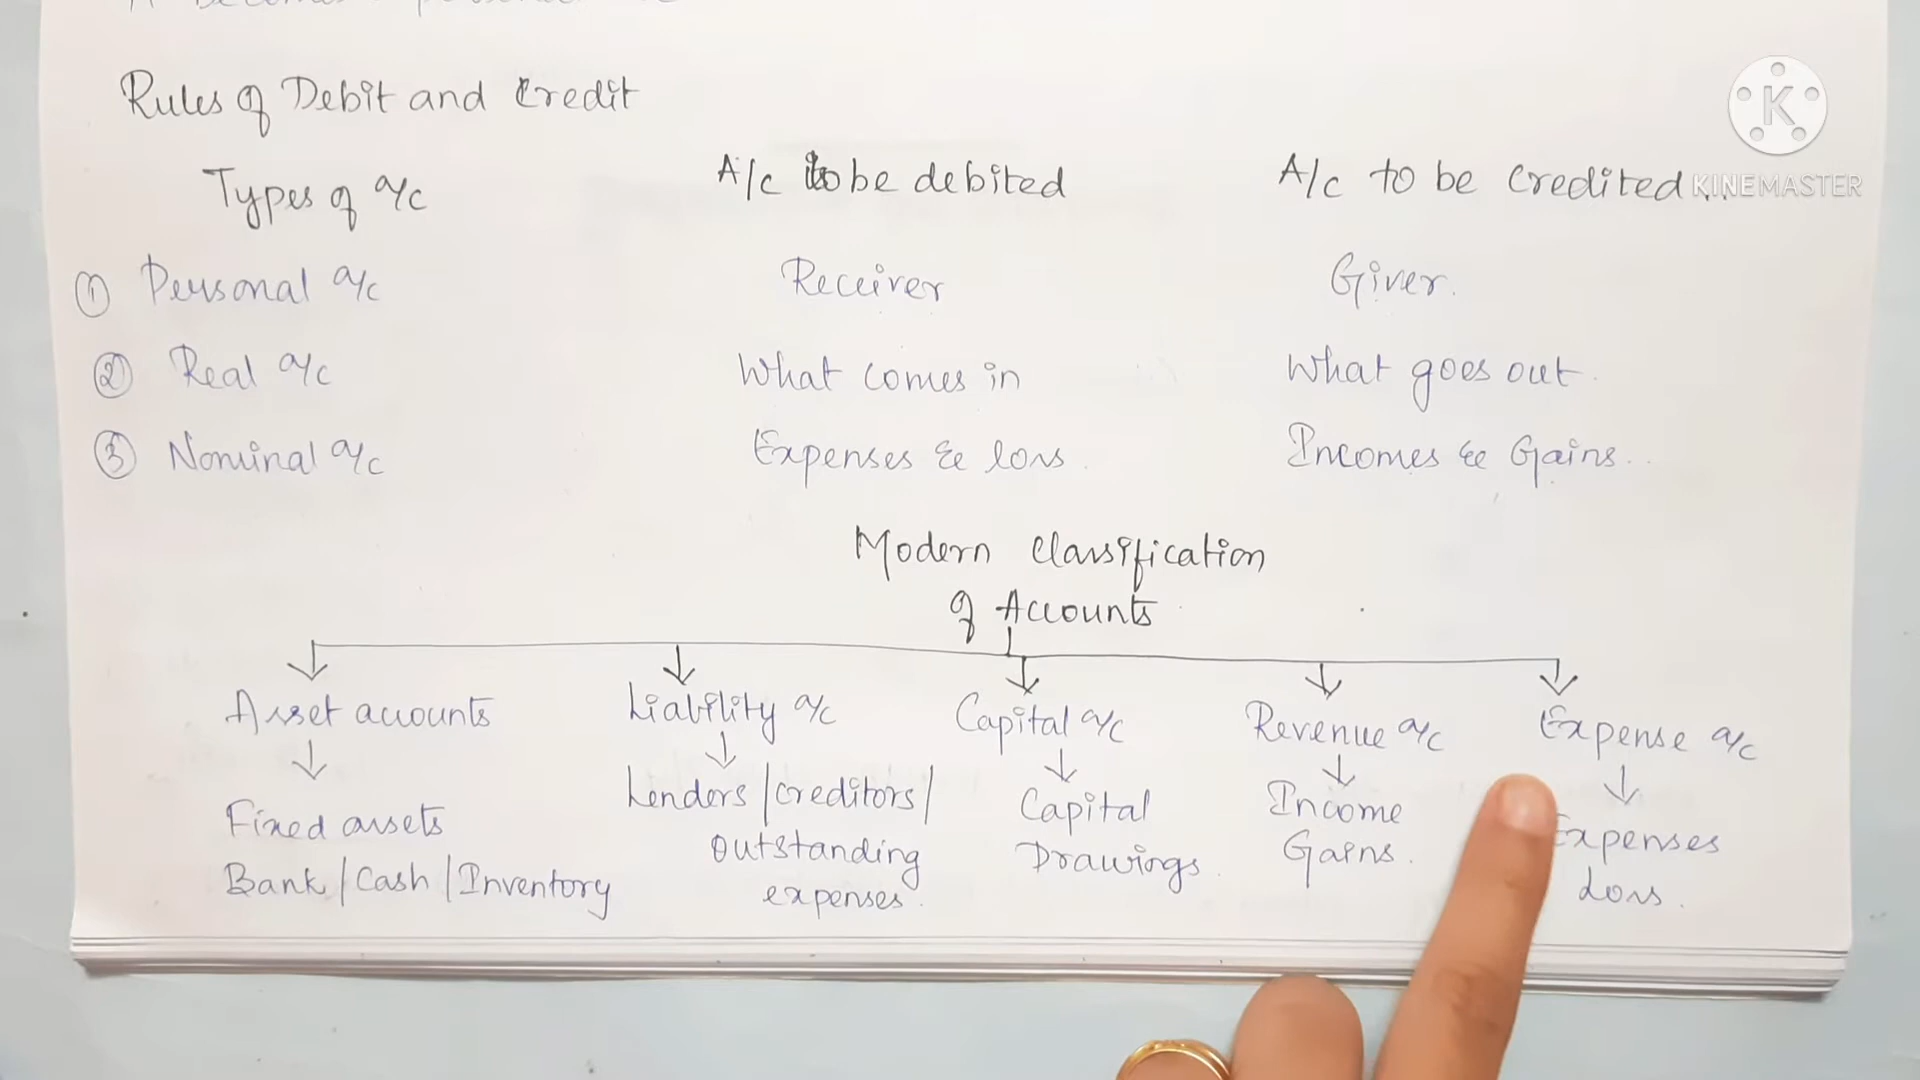 Rules of Debit and Credit
Types of a/c A/c to be debited A/c to be credited
① Personal a/c Receiver Giver.
② Real a/c What comes in What goes out.
③ Nominal a/c Expenses & loss. Incomes & Gains..
Modern Classification
of Accounts
Asset accounts Liability a/c Capital a/c Revenue a/c Expense a/c
Fixed assets Lenders/creditors/ Capital Income Expenses
Bank/Cash/Inventory outstanding Drawings. Gains. Loss.
expenses.
K
KINEMASTER